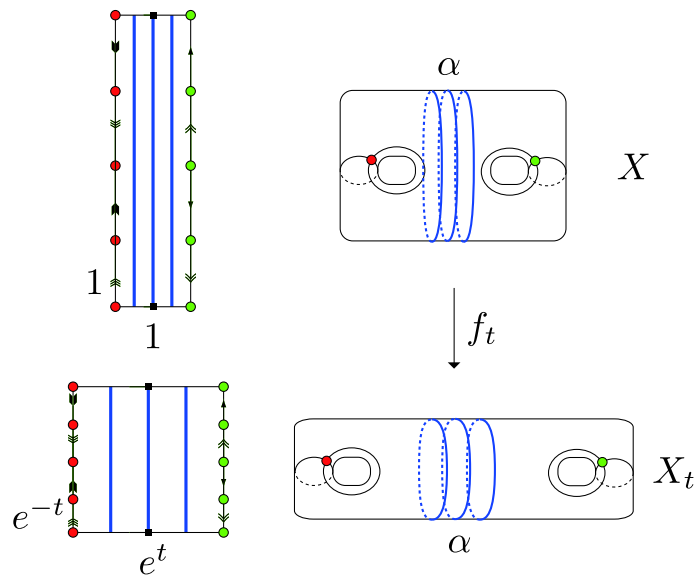 α
X
1
1
f_t
e^{-t}
e^t
X_t
α